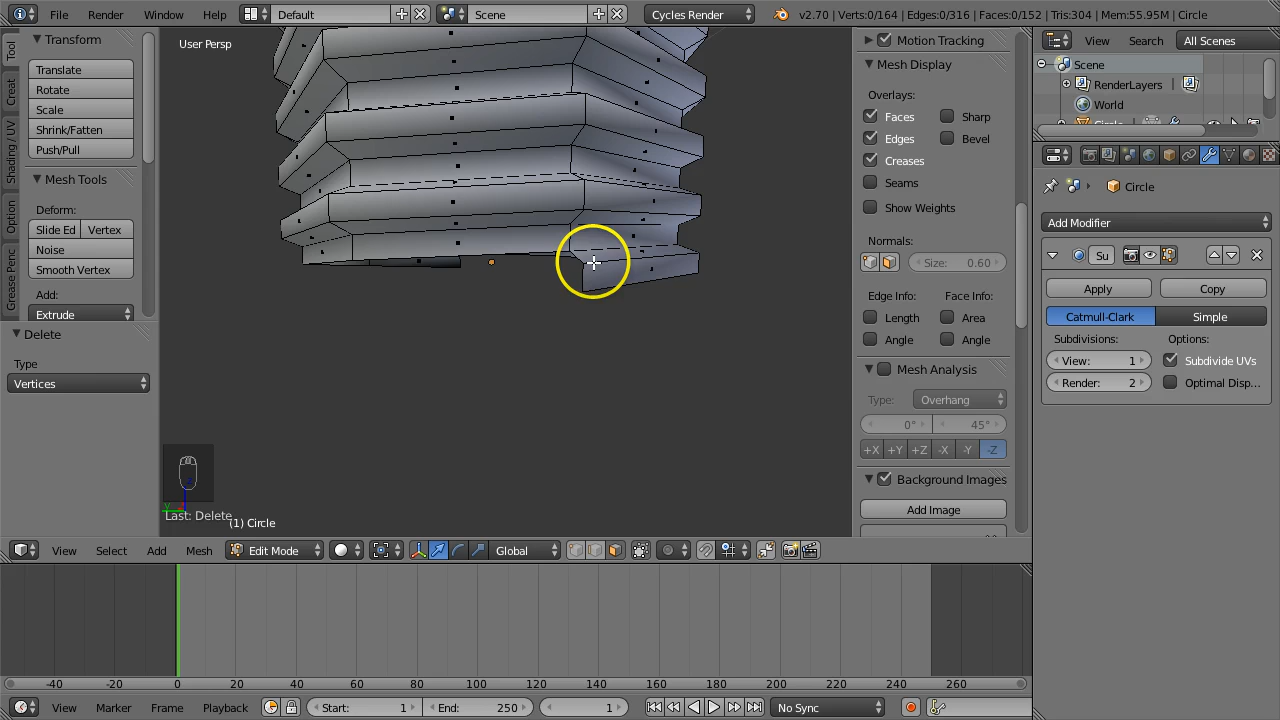 File Render Window Help Default Scene Cycles Render v2.70 | Verts:0/164 | Edges:0/316 | Faces:0/152 | Tris:304 | Mem:55.95M | Circle
Tool
Creat
Shading / UV
Option
Grease Penc
Transform
Translate
Rotate
Scale
Shrink/Fatten
Push/Pull
Mesh Tools
Deform:
Slide Ed Vertex
Noise
Smooth Vertex
Add:
Extrude
Delete
Type
Vertices
User Persp
Last: Delete
(1) Circle
Motion Tracking
Mesh Display
Overlays:
Faces Sharp
Edges Bevel
Creases
Seams
Show Weights
Normals:
Size: 0.60
Edge Info: Face Info:
Length Area
Angle Angle
Mesh Analysis
Type: Overhang
0° 45°
+X +Y +Z -X -Y -Z
Background Images
Add Image
View Search All Scenes
Scene
RenderLayers
World
Circle
Add Modifier
Su
Apply Copy
Catmull-Clark Simple
Subdivisions: Options:
View: 1 Subdivide UVs
Render: 2 Optimal Disp...
View Select Add Mesh Edit Mode Global
-40 -20 0 20 40 60 80 100 120 140 160 180 200 220 240 260
View Marker Frame Playback Start: 1 End: 250 1 No Sync